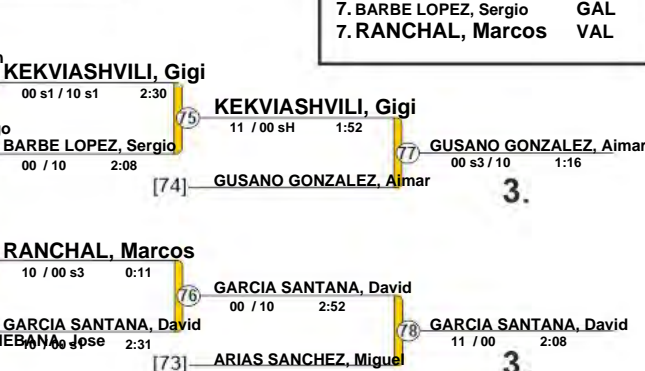 7. BARBE LOPEZ, Sergio GAL
7. RANCHAL, Marcos VAL
KEKVIASHVILI, Gigi
00 s1 / 10 s1 2:30
75
KEKVIASHVILI, Gigi
11 / 00 sH 1:52
BARBE LOPEZ, Sergio
00 / 10 2:08
77
GUSANO GONZALEZ, Aimar
00 s3 / 10 1:16
[74]
GUSANO GONZALEZ, Aimar
3.
RANCHAL, Marcos
10 / 00 s3 0:11
76
GARCIA SANTANA, David
00 / 10 2:52
GARCIA SANTANA, David
2:31
78
GARCIA SANTANA, David
11 / 00 2:08
[73]
ARIAS SANCHEZ, Miguel
3